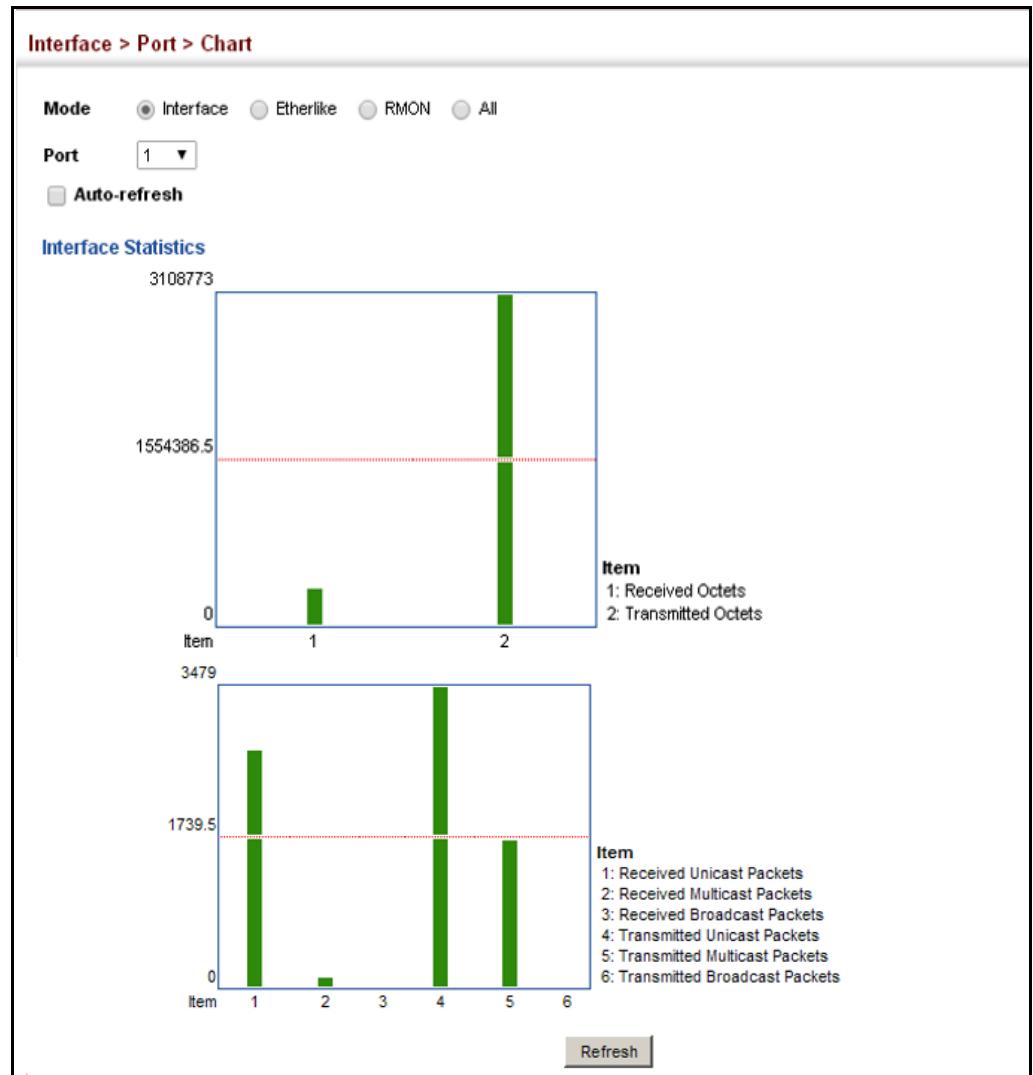 Interface > Port > Chart
Mode Interface Etherlike RMON All
Port 1
Auto-refresh
Interface Statistics
3108773
1554386.5
0
Item 1 2
Item
1: Received Octets
2: Transmitted Octets
3479
1739.5
0
Item 1 2 3 4 5 6
Item
1: Received Unicast Packets
2: Received Multicast Packets
3: Received Broadcast Packets
4: Transmitted Unicast Packets
5: Transmitted Multicast Packets
6: Transmitted Broadcast Packets
Refresh